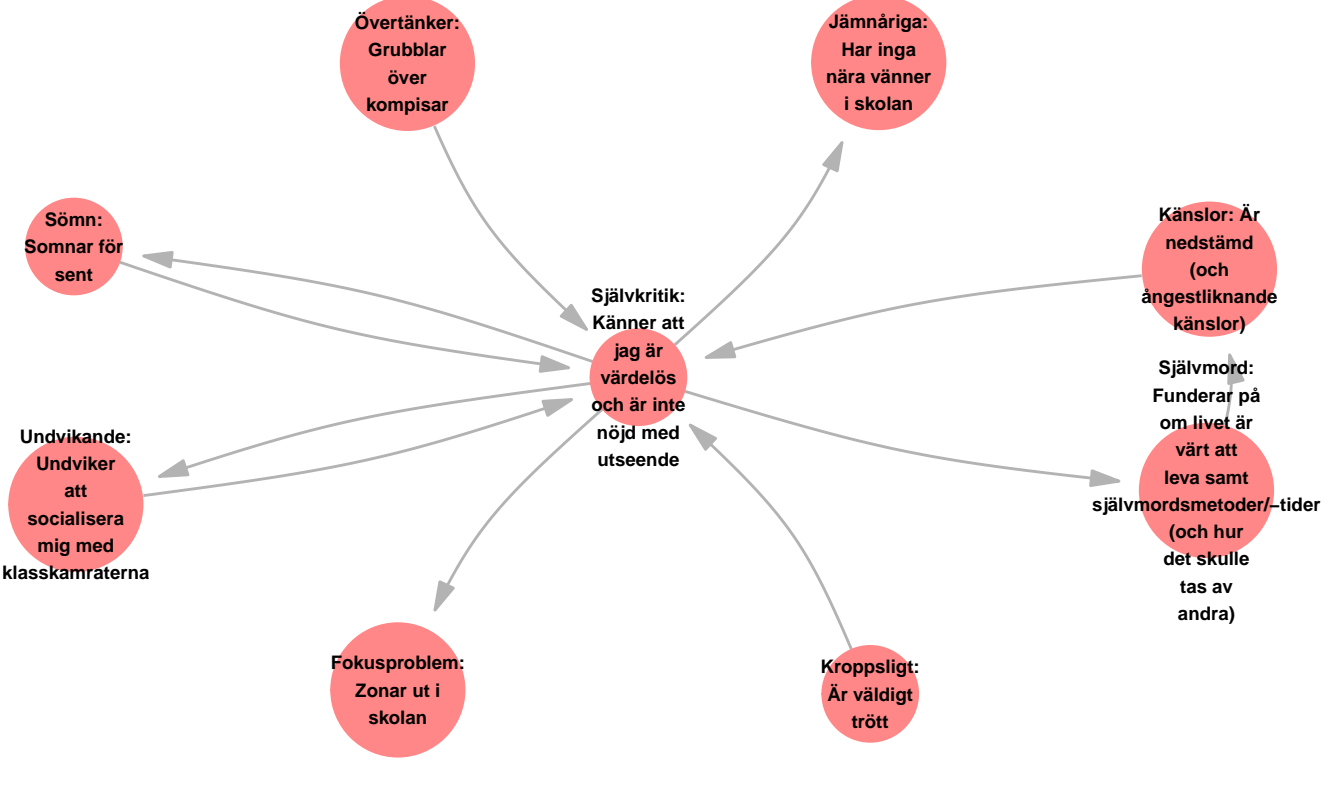 Övertänker:
Grubblar
över
kompisar
Jämnåriga:
Har inga
nära vänner
i skolan
Sömn:
Somnar för
sent
Känslor: Är
nedstämd
(och
ångestliknande
känslor)
Självkritik:
Känner att
jag är
värdelös
och är inte
nöjd med
utseende
Självmord:
Funderar på
om livet är
värt att
leva samt
självmordsmetoder/−tider
(och hur
det skulle
tas av
andra)
Undvikande:
Undviker
att
socialisera
mig med
klasskamraterna
Fokusproblem:
Zonar ut i
skolan
Kroppsligt:
Är väldigt
trött